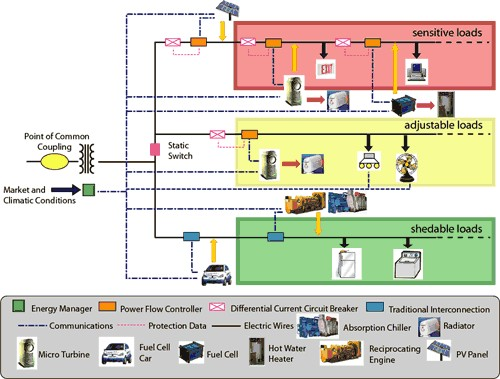 sensitive loads
EXIT
Point of Common
Coupling
Static
Switch
adjustable loads
Market and
Climatic Conditions
shedable loads
Energy Manager
Power Flow Controller
Differential Current Circuit Breaker
Traditional Interconnection
Communications
Protection Data
Electric Wires
Absorption Chiller
Radiator
Micro Turbine
Fuel Cell
Car
Fuel Cell
Hot Water
Heater
Reciprocating
Engine
PV Panel